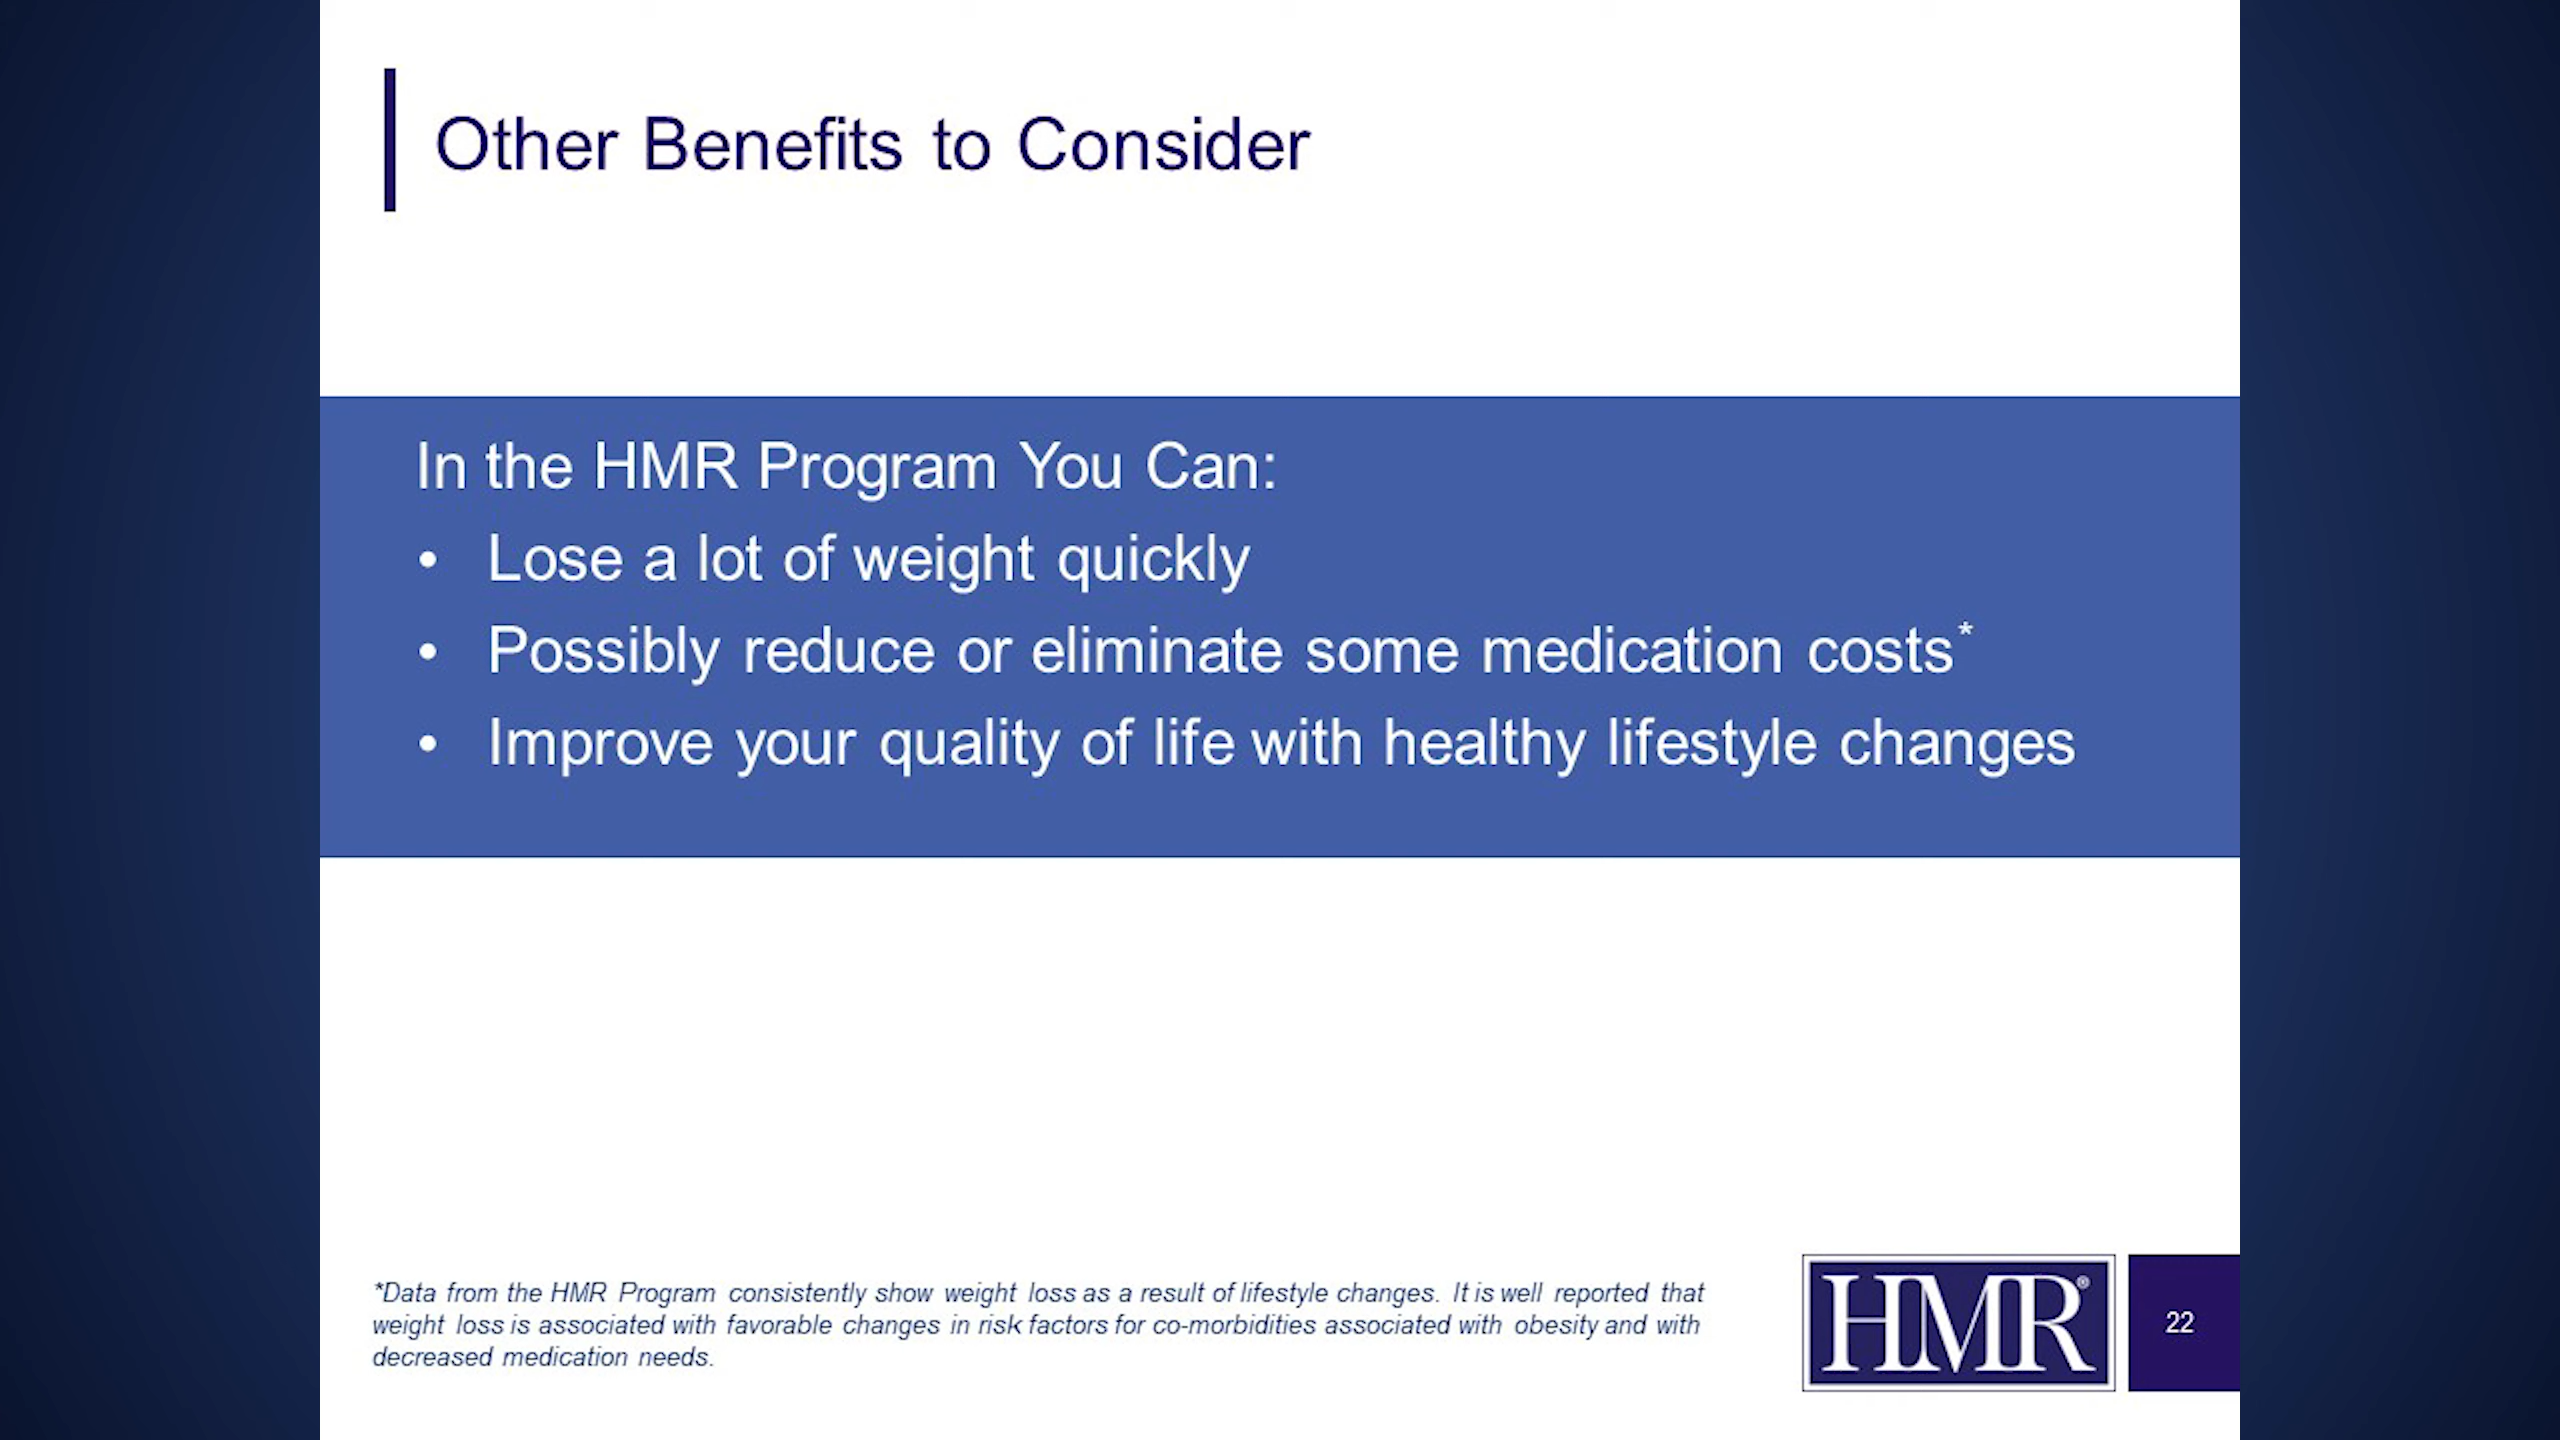 Other Benefits to Consider
In the HMR Program You Can:
• Lose a lot of weight quickly
• Possibly reduce or eliminate some medication costs*
• Improve your quality of life with healthy lifestyle changes
*Data from the HMR Program consistently show weight loss as a result of lifestyle changes. It is well reported that
weight loss is associated with favorable changes in risk factors for co-morbidities associated with obesity and with
decreased medication needs.
HMR®
22